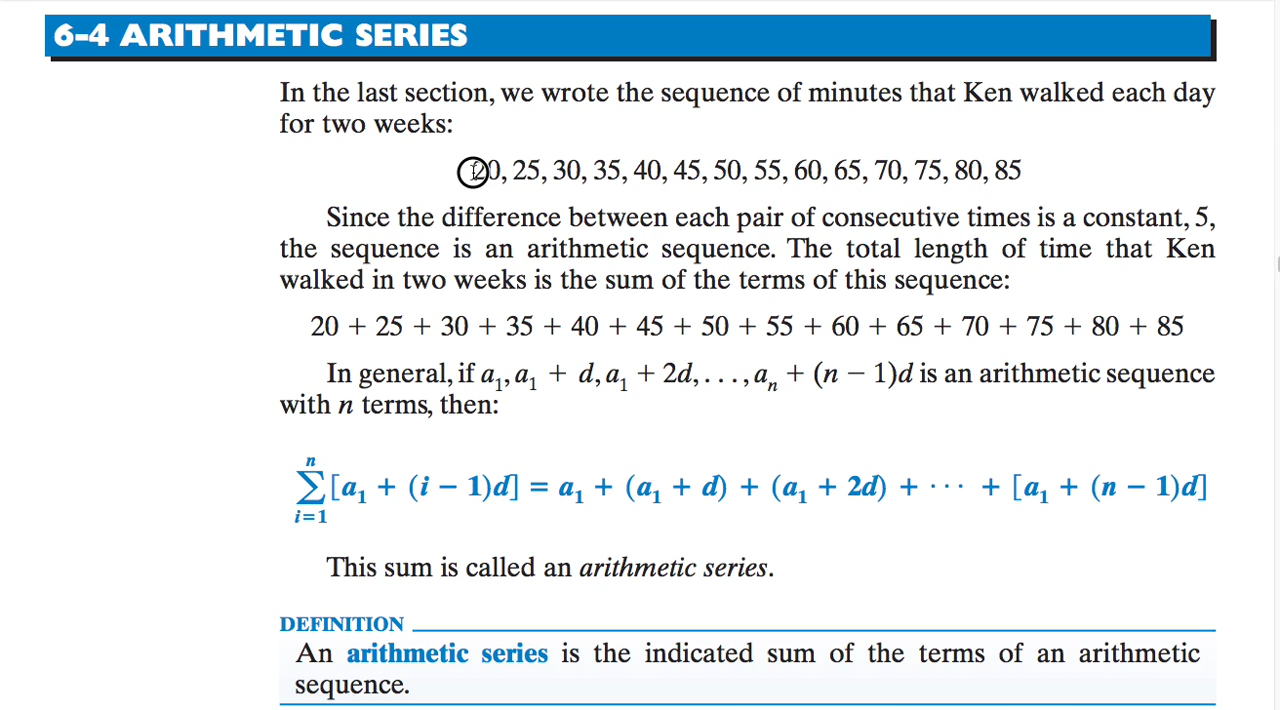 6–4 ARITHMETIC SERIES
In the last section, we wrote the sequence of minutes that Ken walked each day
for two weeks:
20, 25, 30, 35, 40, 45, 50, 55, 60, 65, 70, 75, 80, 85
Since the difference between each pair of consecutive times is a constant, 5,
the sequence is an arithmetic sequence. The total length of time that Ken
walked in two weeks is the sum of the terms of this sequence:
20 + 25 + 30 + 35 + 40 + 45 + 50 + 55 + 60 + 65 + 70 + 75 + 80 + 85
In general, if a₁, a₁ + d, a₁ + 2d, . . . , aₙ + (n − 1)d is an arithmetic sequence
with n terms, then:
n
∑[a₁ + (i − 1)d] = a₁ + (a₁ + d) + (a₁ + 2d) + ··· + [a₁ + (n − 1)d]
i=1
This sum is called an arithmetic series.
DEFINITION
An arithmetic series is the indicated sum of the terms of an arithmetic
sequence.